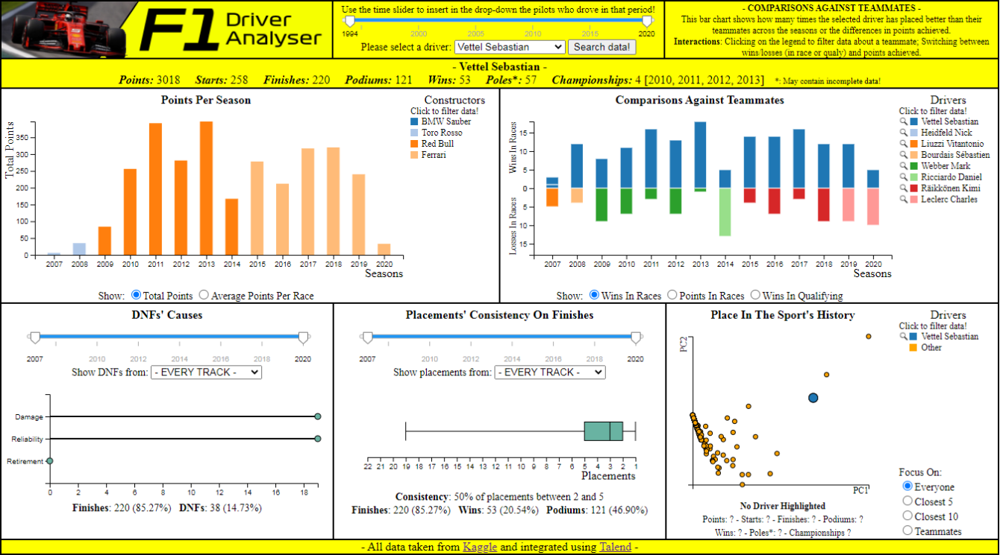 F1 Driver Analyser
Use the time slider to insert in the drop-down the pilots who drove in that period!
1994 2000 2005 2010 2015 2020
Please select a driver: Vettel Sebastian Search data!
- COMPARISONS AGAINST TEAMMATES -
This bar chart shows how many times the selected driver has placed better than their
teammates across the seasons or the differences in points achieved.
Interactions: Clicking on the legend to filter data about a teammate; Switching between
wins/losses (in race or qualy) and points achieved.
- Vettel Sebastian -
Points: 3018 Starts: 258 Finishes: 220 Podiums: 121 Wins: 53 Poles*: 57 Championships: 4 [2010, 2011, 2012, 2013] *: May contain incomplete data!
Points Per Season
Constructors
Click to filter data!
BMW Sauber
Toro Rosso
Red Bull
Ferrari
Total Points
350
300
250
200
150
100
50
0
2007 2008 2009 2010 2011 2012 2013 2014 2015 2016 2017 2018 2019 2020
Seasons
Show: Total Points Average Points Per Race
Comparisons Against Teammates
Drivers
Click to filter data!
Vettel Sebastian
Heidfeld Nick
Liuzzi Vitantonio
Bourdais Sébastien
Webber Mark
Ricciardo Daniel
Räikkönen Kimi
Leclerc Charles
Wins In Races
Losses In Races
15
10
5
0
5
10
15
2007 2008 2009 2010 2011 2012 2013 2014 2015 2016 2017 2018 2019 2020
Seasons
Show: Wins In Races Points In Races Wins In Qualifying
DNFs' Causes
2007 2010 2012 2014 2016 2018 2020
Show DNFs from: - EVERY TRACK -
Damage
Reliability
Retirement
0 2 4 6 8 10 12 14 16 18
Finishes: 220 (85.27%) DNFs: 38 (14.73%)
Placements' Consistency On Finishes
2007 2010 2012 2014 2016 2018 2020
Show placements from: - EVERY TRACK -
22 21 20 19 18 17 16 15 14 13 12 11 10 9 8 7 6 5 4 3 2 1
Placements
Consistency: 50% of placements between 2 and 5
Finishes: 220 (85.27%) Wins: 53 (20.54%) Podiums: 121 (46.90%)
Place In The Sport's History
Drivers
Click to filter data!
Vettel Sebastian
Other
PC2
PC1
Focus On:
Everyone
Closest 5
Closest 10
Teammates
No Driver Highlighted
Points: ? - Starts: ? - Finishes: ? - Podiums: ?
Wins: ? - Poles*: ? - Championships ?
- All data taken from Kaggle and integrated using Talend -